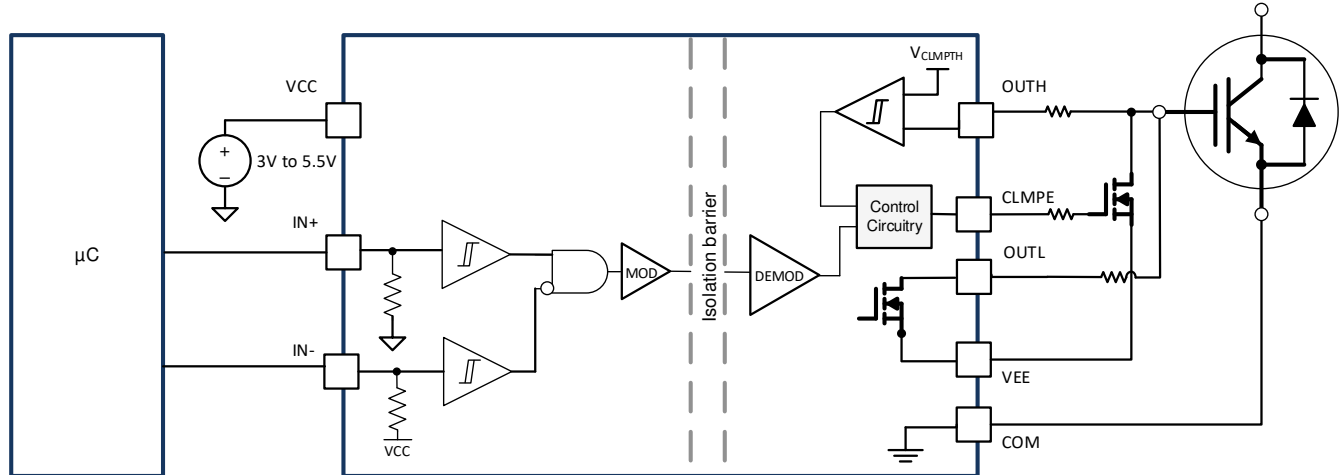 µC
VCC
+
−
3V to 5.5V
IN+
IN-
VCC
MOD
Isolation barrier
DEMOD
VCLMPTH
Control
Circuitry
OUTH
CLMPE
OUTL
VEE
COM